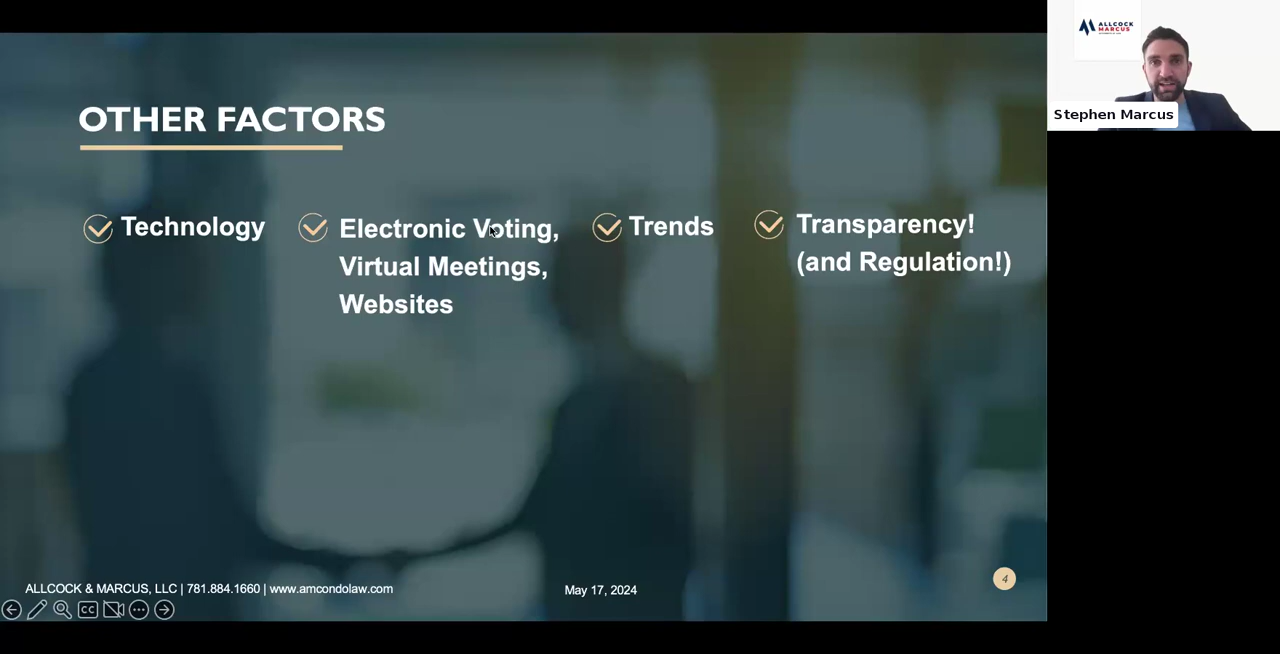 ALLCOCK
MARCUS
Stephen Marcus
OTHER FACTORS
Technology
Electronic Voting,
Virtual Meetings,
Websites
Trends
Transparency!
(and Regulation!)
ALLCOCK & MARCUS, LLC | 781.884.1660 | www.amcondolaw.com
May 17, 2024
4
CC